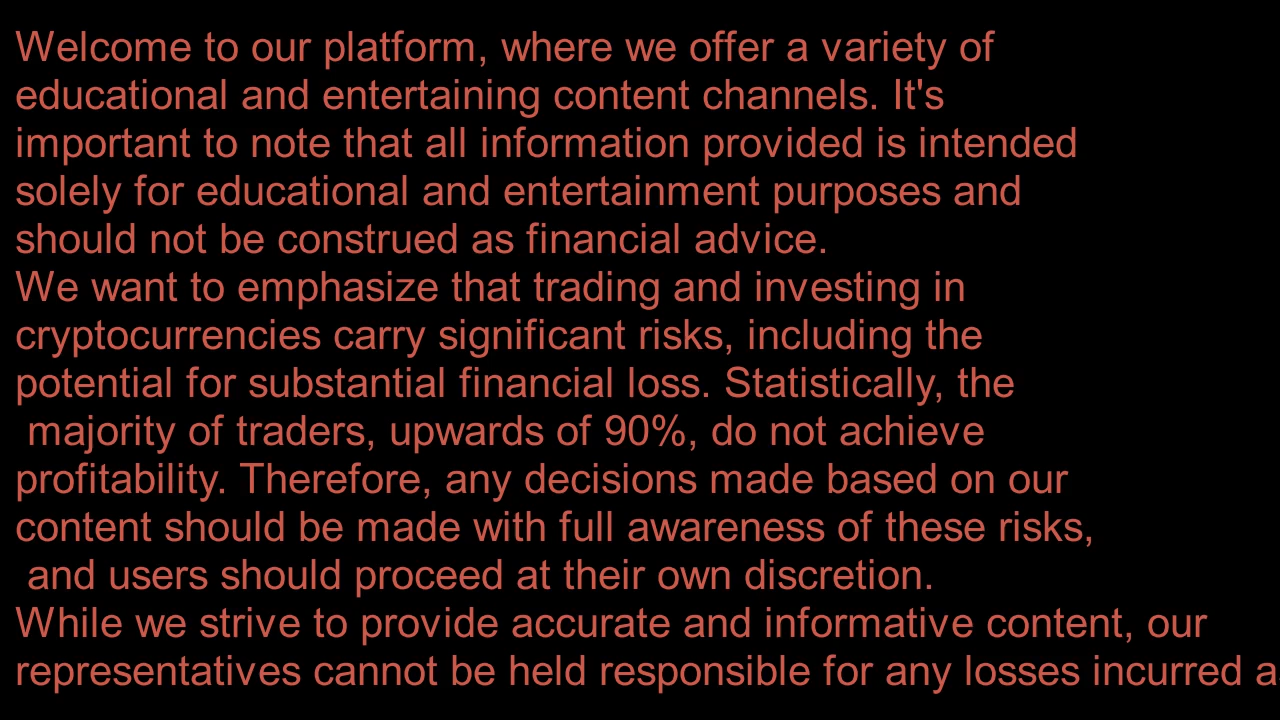 Welcome to our platform, where we offer a variety of
educational and entertaining content channels. It's
important to note that all information provided is intended
solely for educational and entertainment purposes and
should not be construed as financial advice.
We want to emphasize that trading and investing in
cryptocurrencies carry significant risks, including the
potential for substantial financial loss. Statistically, the
majority of traders, upwards of 90%, do not achieve
profitability. Therefore, any decisions made based on our
content should be made with full awareness of these risks,
and users should proceed at their own discretion.
While we strive to provide accurate and informative content, our
representatives cannot be held responsible for any losses incurred